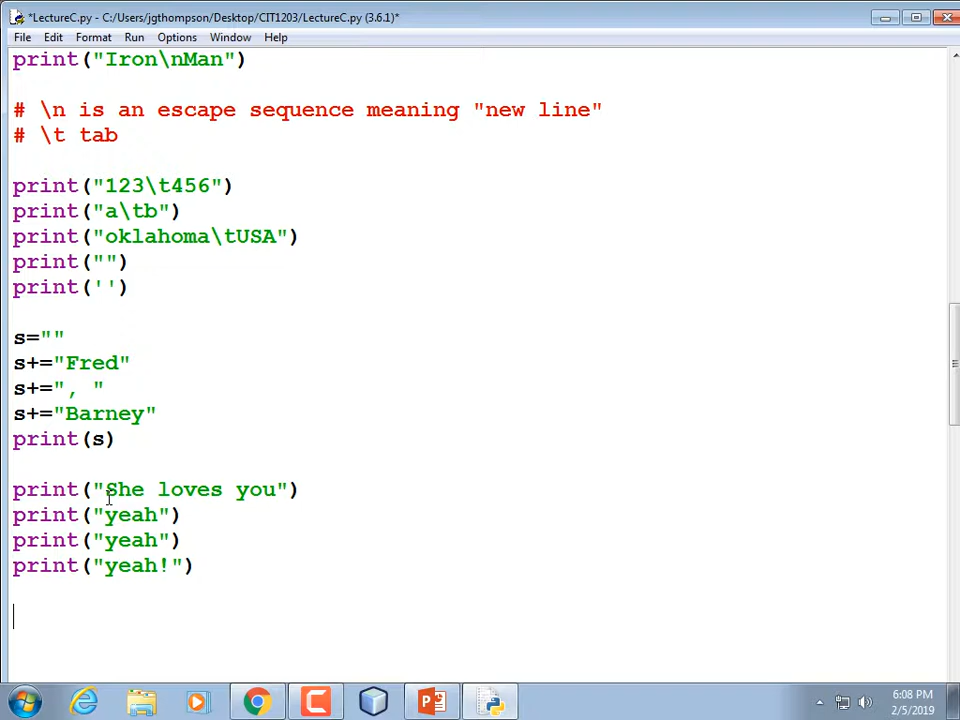 *LectureC.py - C:/Users/jgthompson/Desktop/CIT1203/LectureC.py (3.6.1)*
File Edit Format Run Options Window Help
print("Iron\nMan")
# \n is an escape sequence meaning "new line"
# \t tab
print("123\t456")
print("a\tb")
print("oklahoma\tUSA")
print("")
print('')
s=""
s+="Fred"
s+=", "
s+="Barney"
print(s)
print("She loves you")
print("yeah")
print("yeah")
print("yeah!")
6:08 PM
2/5/2019